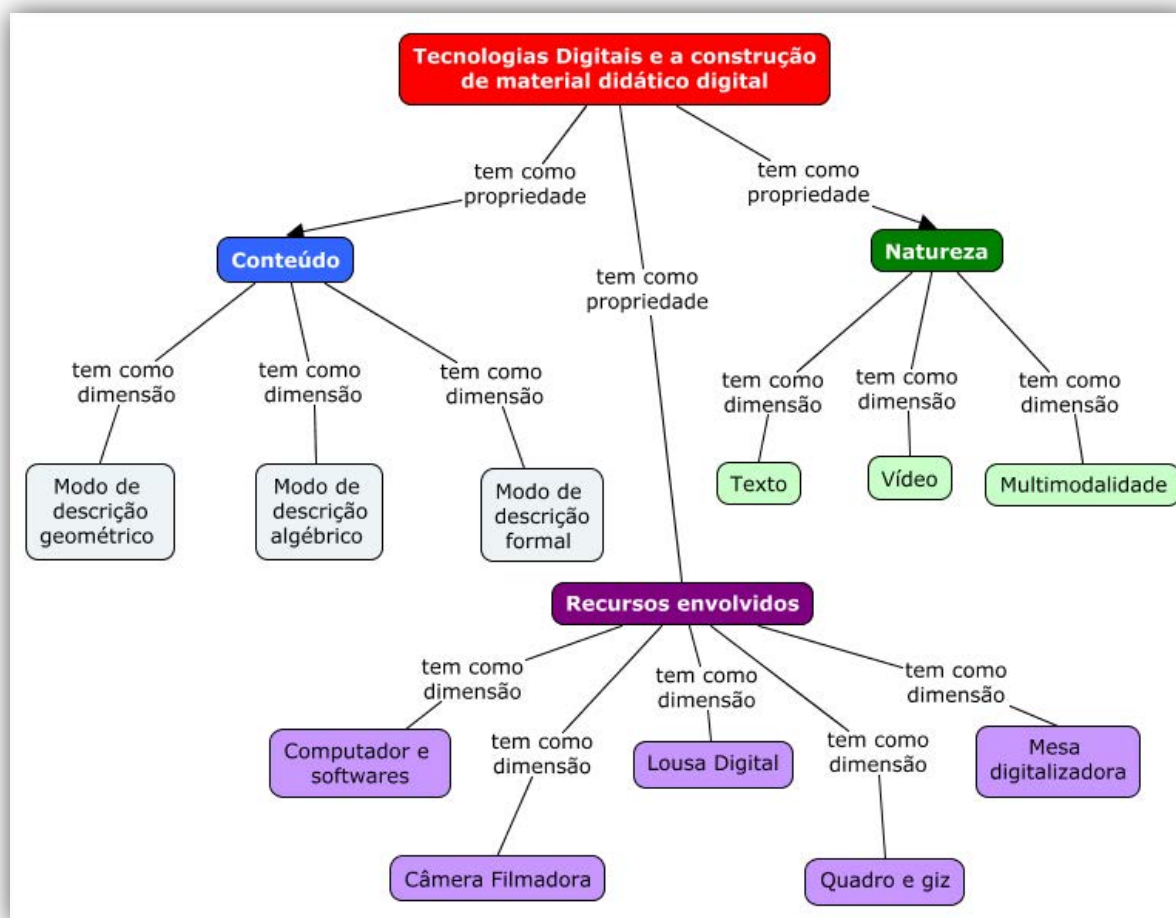 Tecnologias Digitais e a construção
de material didático digital
tem como
propriedade
tem como
propriedade
tem como
propriedade
Conteúdo
Natureza
tem como
dimensão
tem como
dimensão
tem como
dimensão
tem como
dimensão
tem como
dimensão
tem como
dimensão
Modo de
descrição
geométrico
Modo de
descrição
algébrico
Modo de
descrição
formal
Texto
Vídeo
Multimodalidade
Recursos envolvidos
tem como
dimensão
tem como
dimensão
tem como
dimensão
tem como
dimensão
tem como
dimensão
Computador e
softwares
Câmera Filmadora
Lousa Digital
Quadro e giz
Mesa
digitalizadora